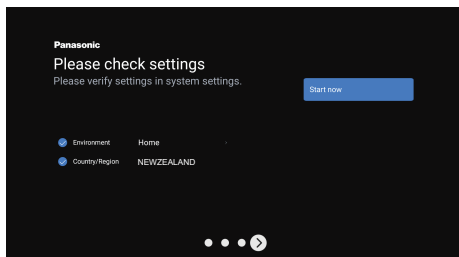 Panasonic
Please check settings
Please verify settings in system settings.
Start now
Environment Home
Country/Region NEWZEALAND